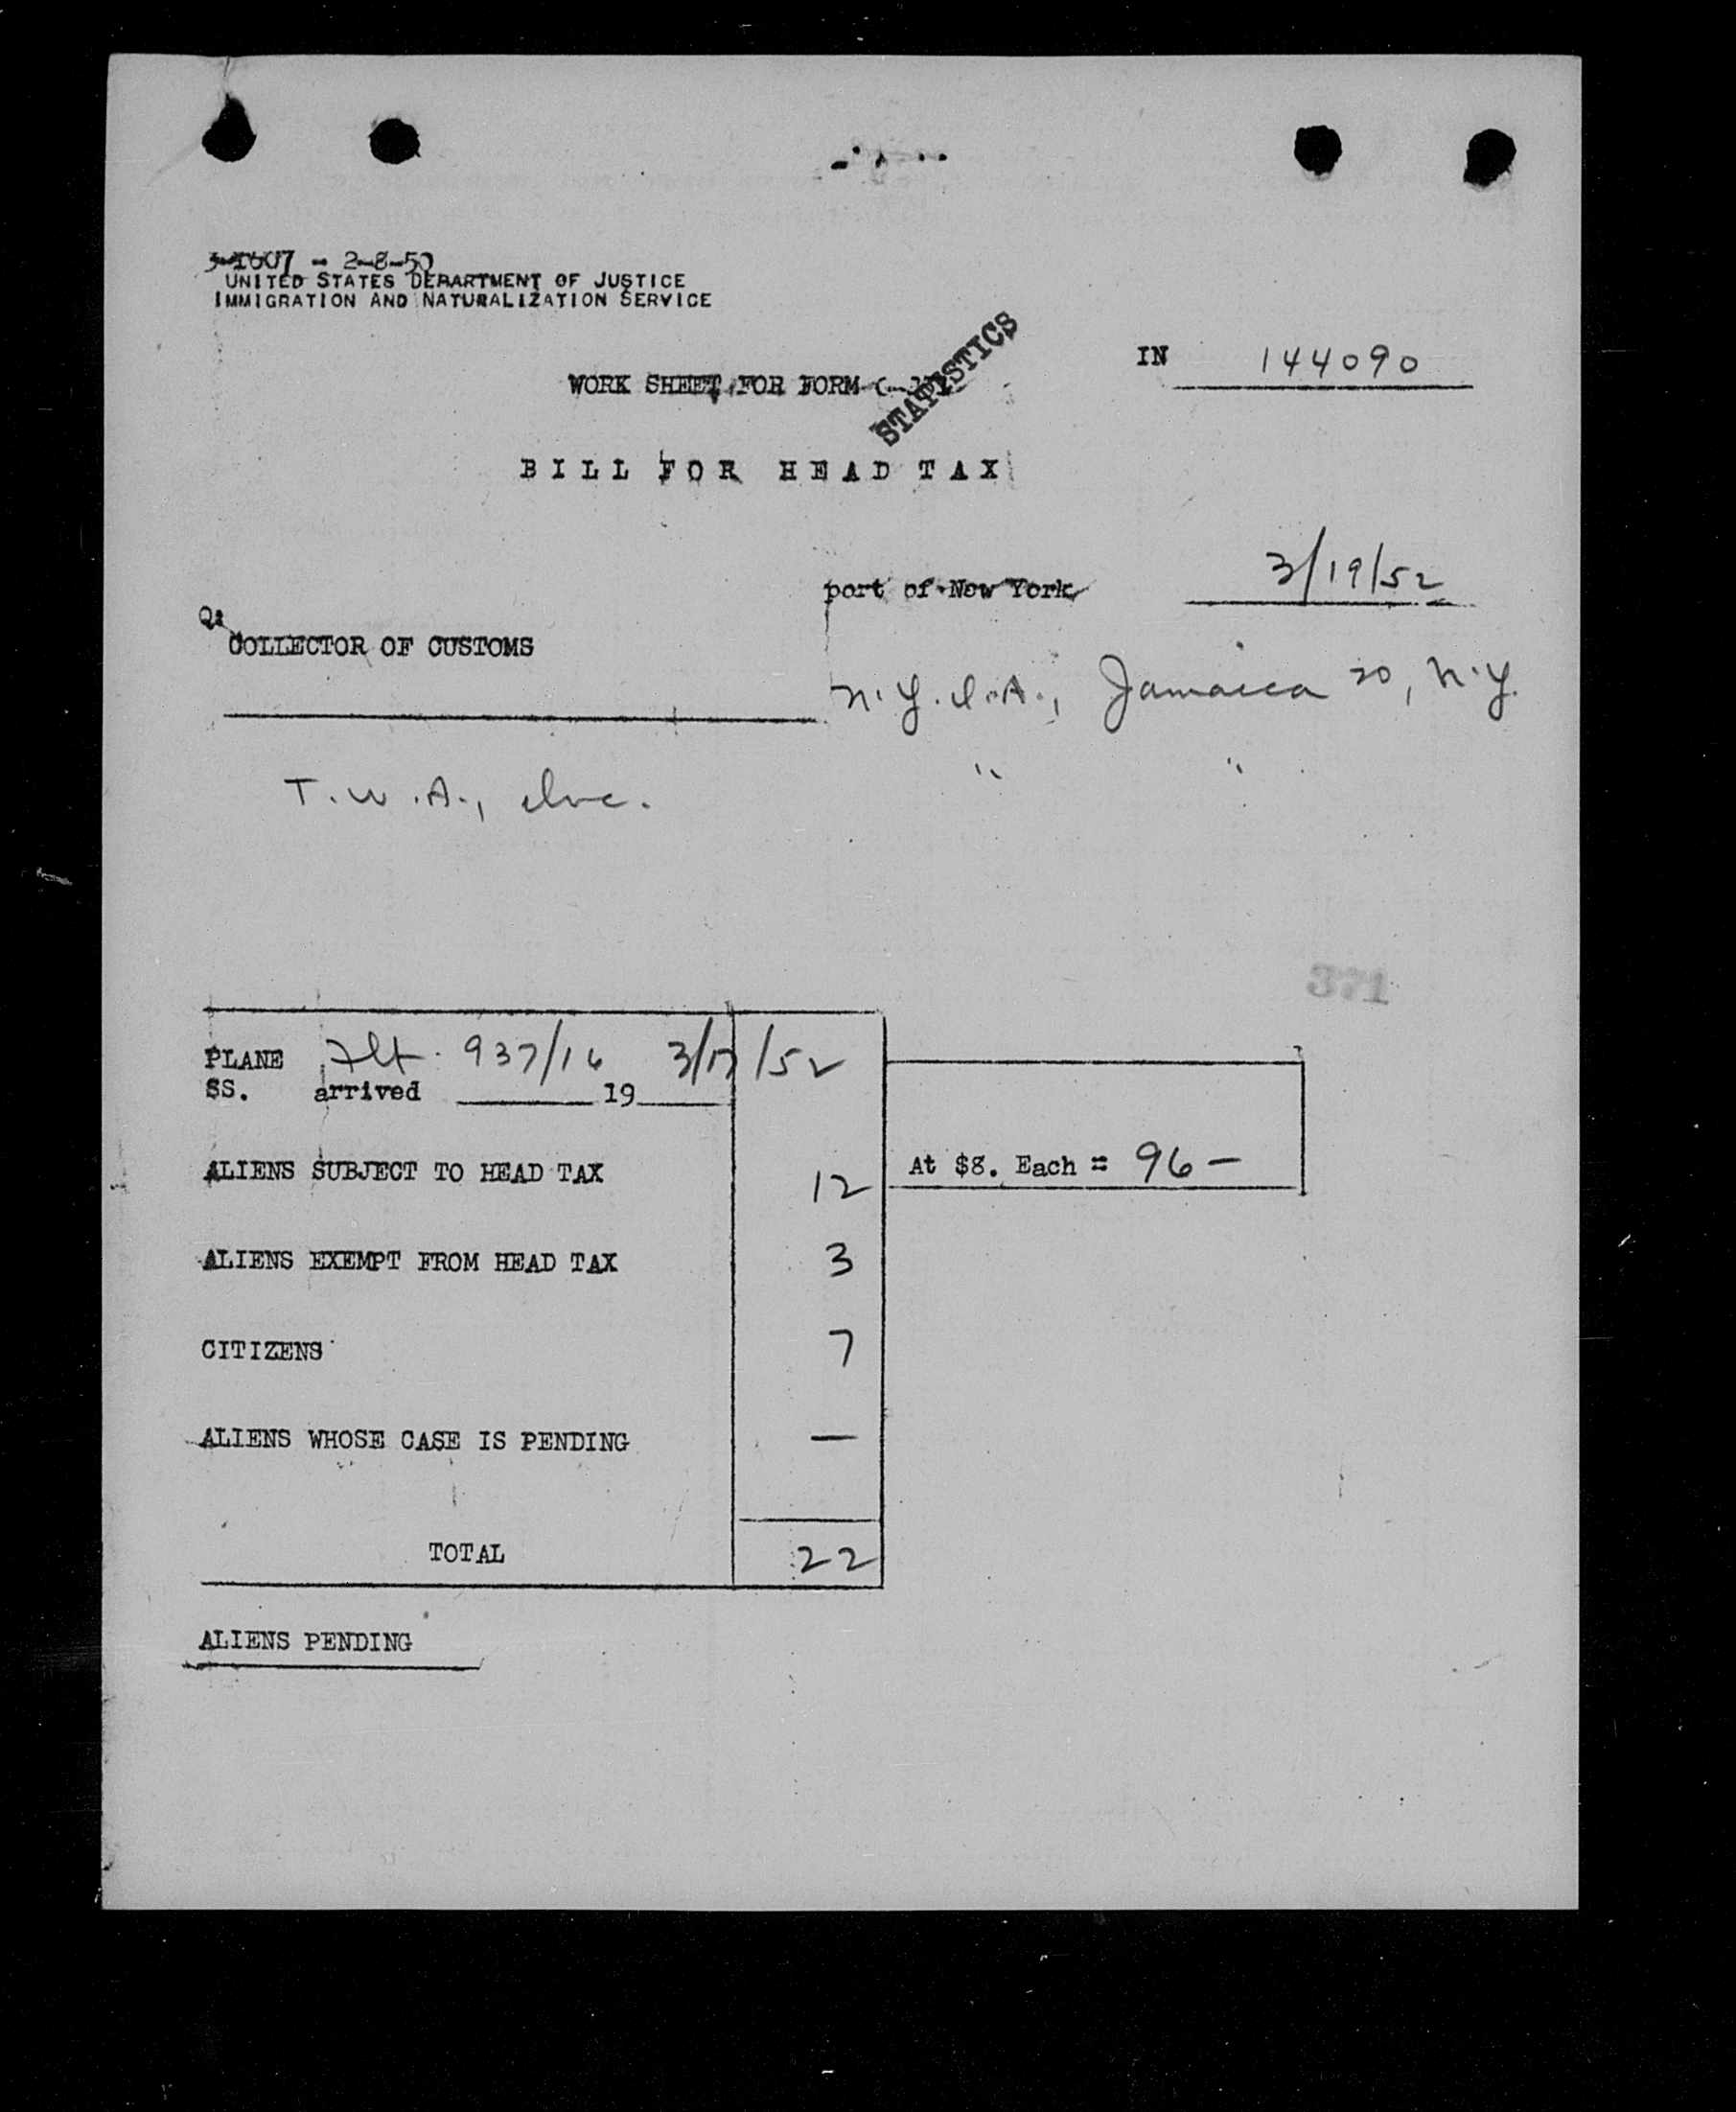 3-1607 - 2-8-50
UNITED STATES DEPARTMENT OF JUSTICE
IMMIGRATION AND NATURALIZATION SERVICE
STATISTICS
IN 144090
WORK SHEET FOR FORM
BILL FOR HEAD TAX
port of New York 3/19/52
COLLECTOR OF CUSTOMS
N.Y.I.A., Jamaica 20, N.Y.
T.W.A., Inc. " "
371
PLANE Flt. 937/16 3/17/52
SS. arrived 19
ALIENS SUBJECT TO HEAD TAX 12 At $8. Each = 96 —
ALIENS EXEMPT FROM HEAD TAX 3
CITIZENS 7
ALIENS WHOSE CASE IS PENDING —
TOTAL 22
ALIENS PENDING